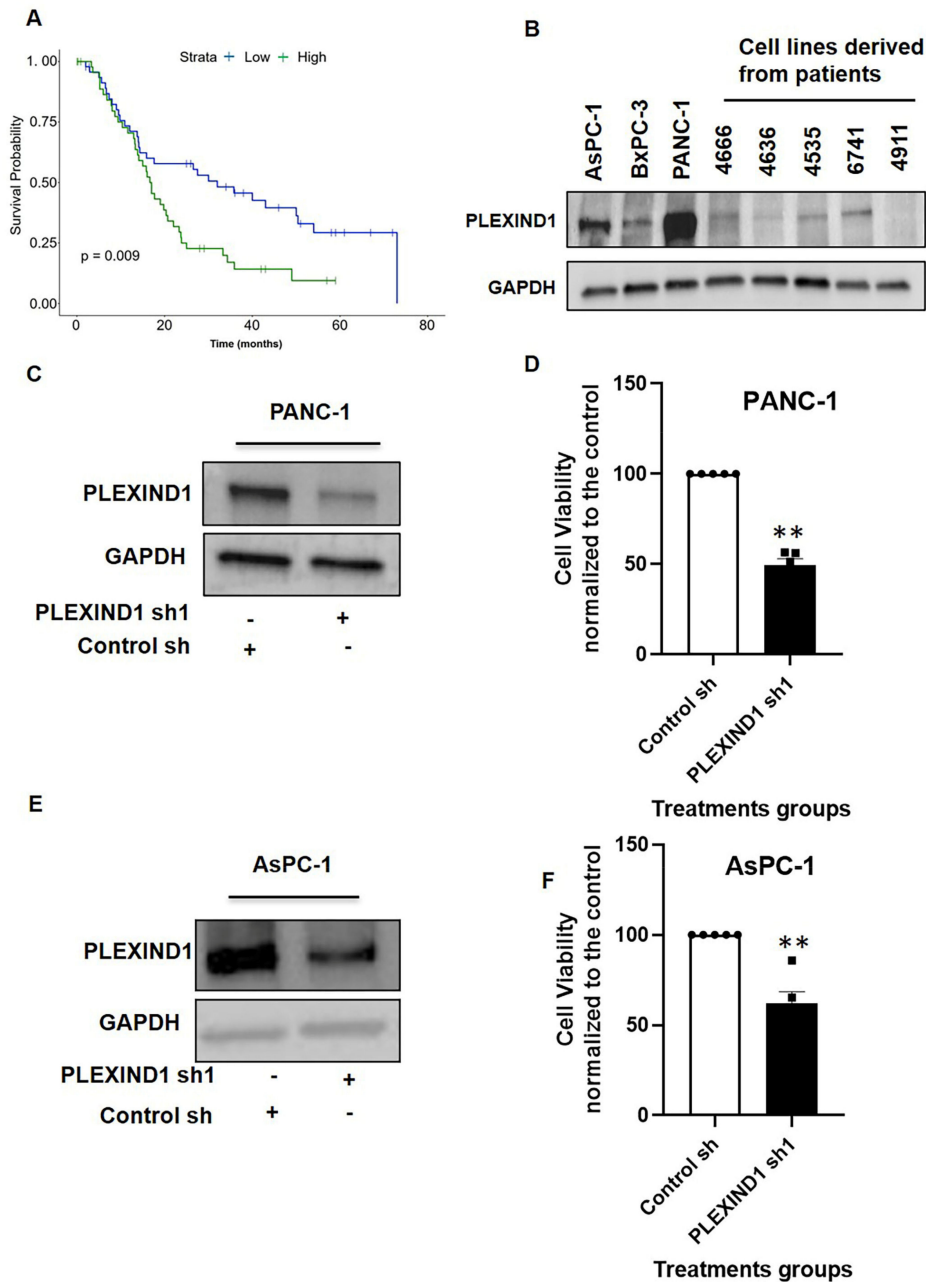 A
Strata Low High
1.00
0.75
0.50
0.25
0.00
Survival Probability
p = 0.009
0 20 40 60 80
Time (months)
B
Cell lines derived
from patients
AsPC-1
BxPC-3
PANC-1
4666
4636
4535
6741
4911
PLEXIND1
GAPDH
C
PANC-1
PLEXIND1
GAPDH
PLEXIND1 sh1 - +
Control sh + -
D
PANC-1
Cell Viability
normalized to the control
150
100
50
0
**
Control sh
PLEXIND1 sh1
Treatments groups
E
AsPC-1
PLEXIND1
GAPDH
PLEXIND1 sh1 - +
Control sh + -
F
AsPC-1
Cell Viability
normalized to the control
150
100
50
0
**
Control sh
PLEXIND1 sh1
Treatments groups